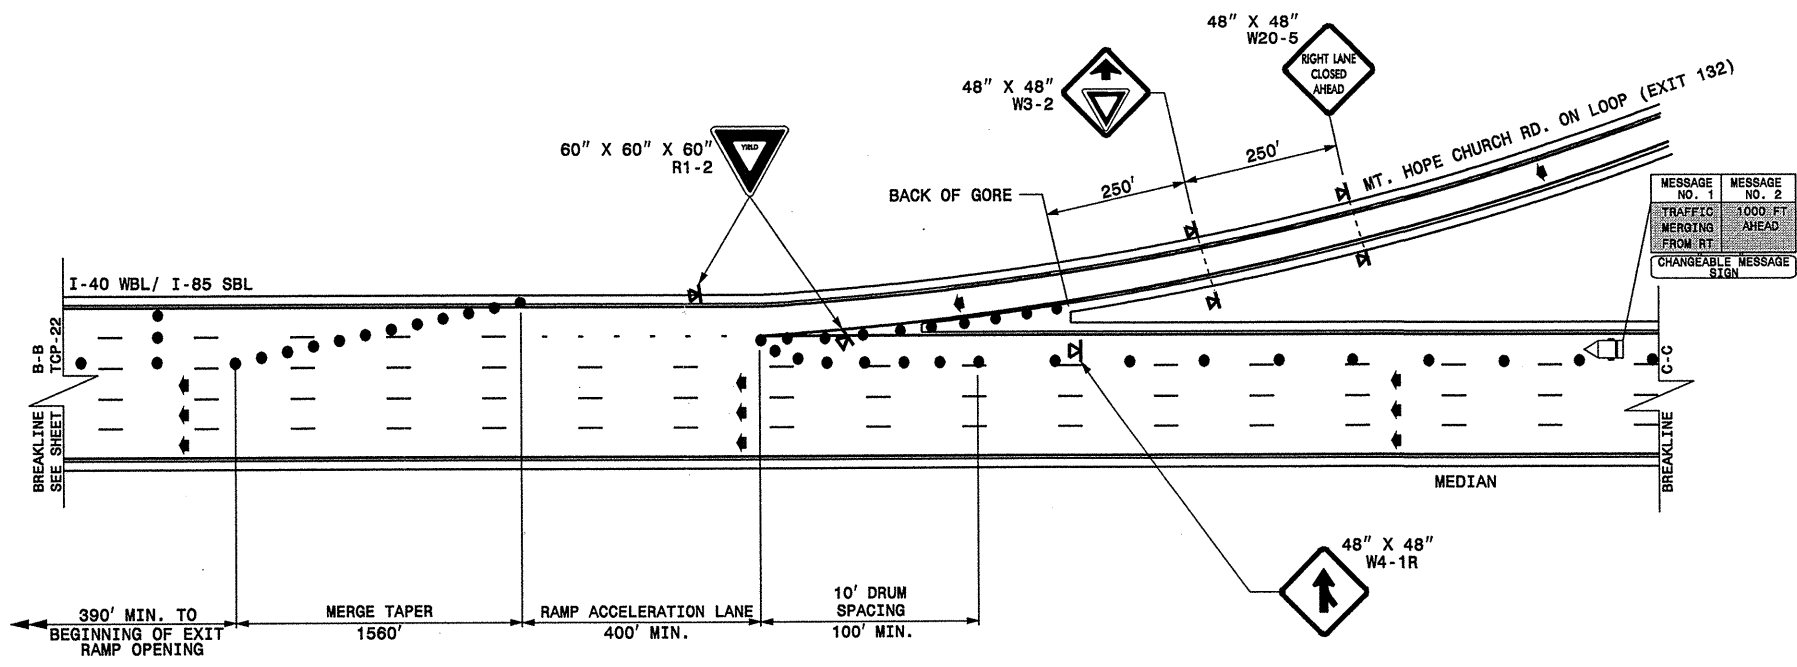 48" X 48"
W20-5
RIGHT LANE
CLOSED
AHEAD
48" X 48"
W3-2
60" X 60" X 60"
R1-2
YIELD
250'
250'
BACK OF GORE
MT. HOPE CHURCH RD. ON LOOP (EXIT 132)
MESSAGE
NO. 1
MESSAGE
NO. 2
TRAFFIC
MERGING
FROM RT
1000 FT
AHEAD
CHANGEABLE MESSAGE
SIGN
I-40 WBL/ I-85 SBL
B-B
TCP-22
BREAKLINE
SEE SHEET
C-C
BREAKLINE
MEDIAN
48" X 48"
W4-1R
390' MIN. TO
BEGINNING OF EXIT
RAMP OPENING
MERGE TAPER
1560'
RAMP ACCELERATION LANE
400' MIN.
10' DRUM
SPACING
100' MIN.